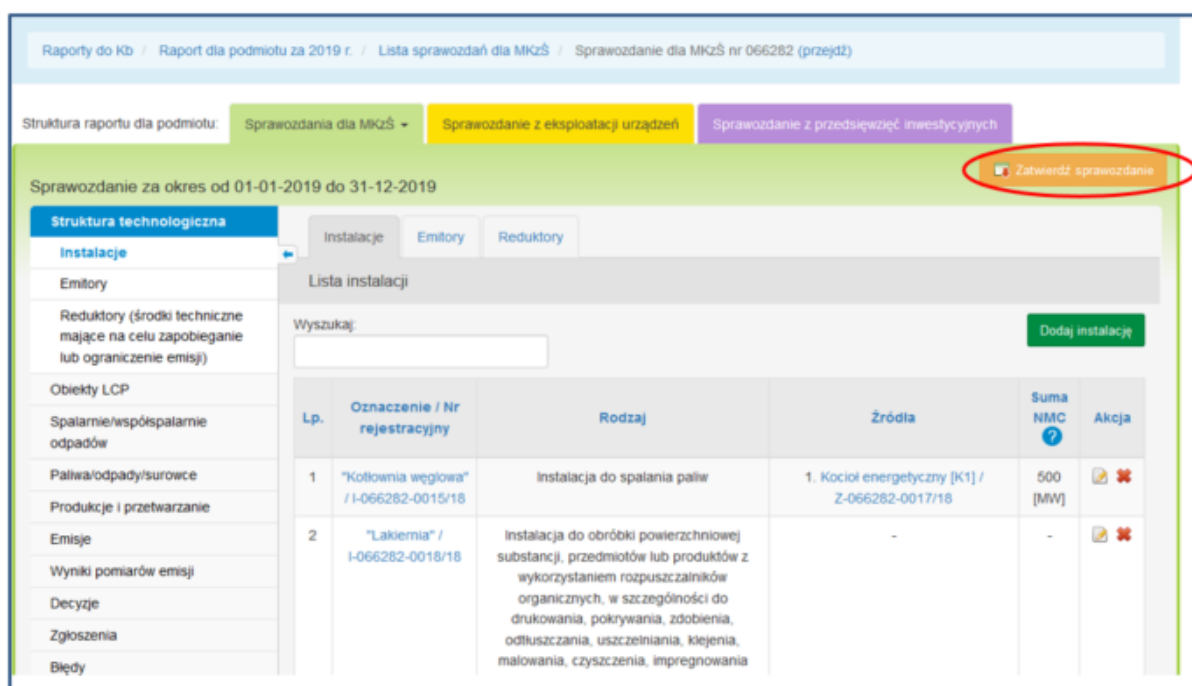 Raporty do Kb / Raport dla podmiotu za 2019 r. / Lista sprawozdań dla MKzŚ / Sprawozdanie dla MKzŚ nr 066282 (przejdź)
Struktura raportu dla podmiotu: Sprawozdania dla MKzŚ Sprawozdanie z eksploatacji urządzeń Sprawozdanie z przedsięwzięć inwestycyjnych
Zatwierdź sprawozdanie
Sprawozdanie za okres od 01-01-2019 do 31-12-2019
Struktura technologiczna
Instalacje
Emitory
Reduktory (środki techniczne
mające na celu zapobieganie
lub ograniczenie emisji)
Obiekty LCP
Spalarnie/współspalarnie
odpadów
Paliwa/odpady/surowce
Produkcje i przetwarzanie
Emisje
Wyniki pomiarów emisji
Decyzje
Zgłoszenia
Błędy
Instalacje Emitory Reduktory
Lista instalacji
Wyszukaj:
Dodaj instalację
Lp. Oznaczenie / Nr
rejestracyjny Rodzaj Źródła Suma
NMC
? Akcja
1 "Kotłownia węglowa"
/ I-066282-0015/18 Instalacja do spalania paliw 1. Kocioł energetyczny [K1] /
Z-066282-0017/18 500
[MW]
2 "Lakiernia" /
I-066282-0018/18 Instalacja do obróbki powierzchniowej
substancji, przedmiotów lub produktów z
wykorzystaniem rozpuszczalników
organicznych, w szczególności do
drukowania, pokrywania, zdobienia,
odtłuszczania, uszczelniania, klejenia,
malowania, czyszczenia, impregnowania - -